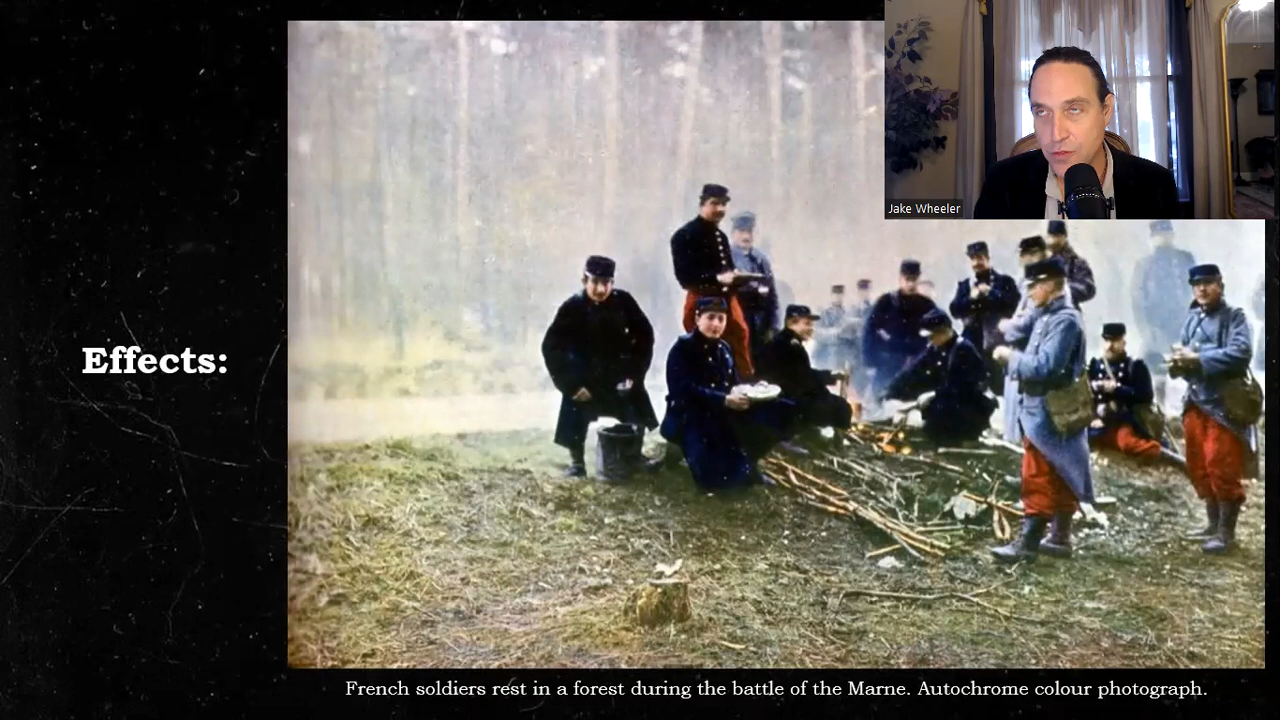 Jake Wheeler
Effects:
French soldiers rest in a forest during the battle of the Marne. Autochrome colour photograph.